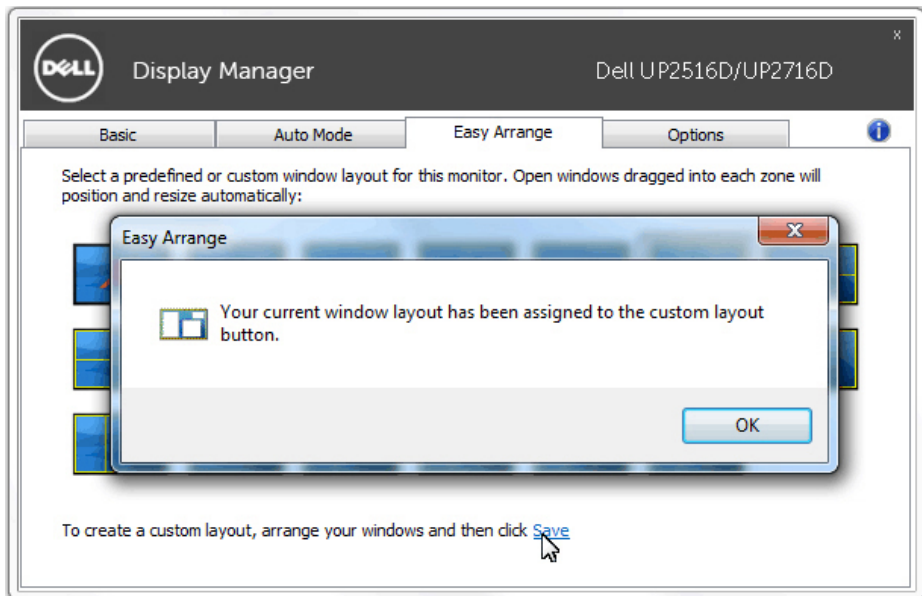 DELL
Display Manager
Dell UP2516D/UP2716D
x
Basic
Auto Mode
Easy Arrange
Options
i
Select a predefined or custom window layout for this monitor. Open windows dragged into each zone will
position and resize automatically:
Easy Arrange
X
Your current window layout has been assigned to the custom layout
button.
OK
To create a custom layout, arrange your windows and then click Save